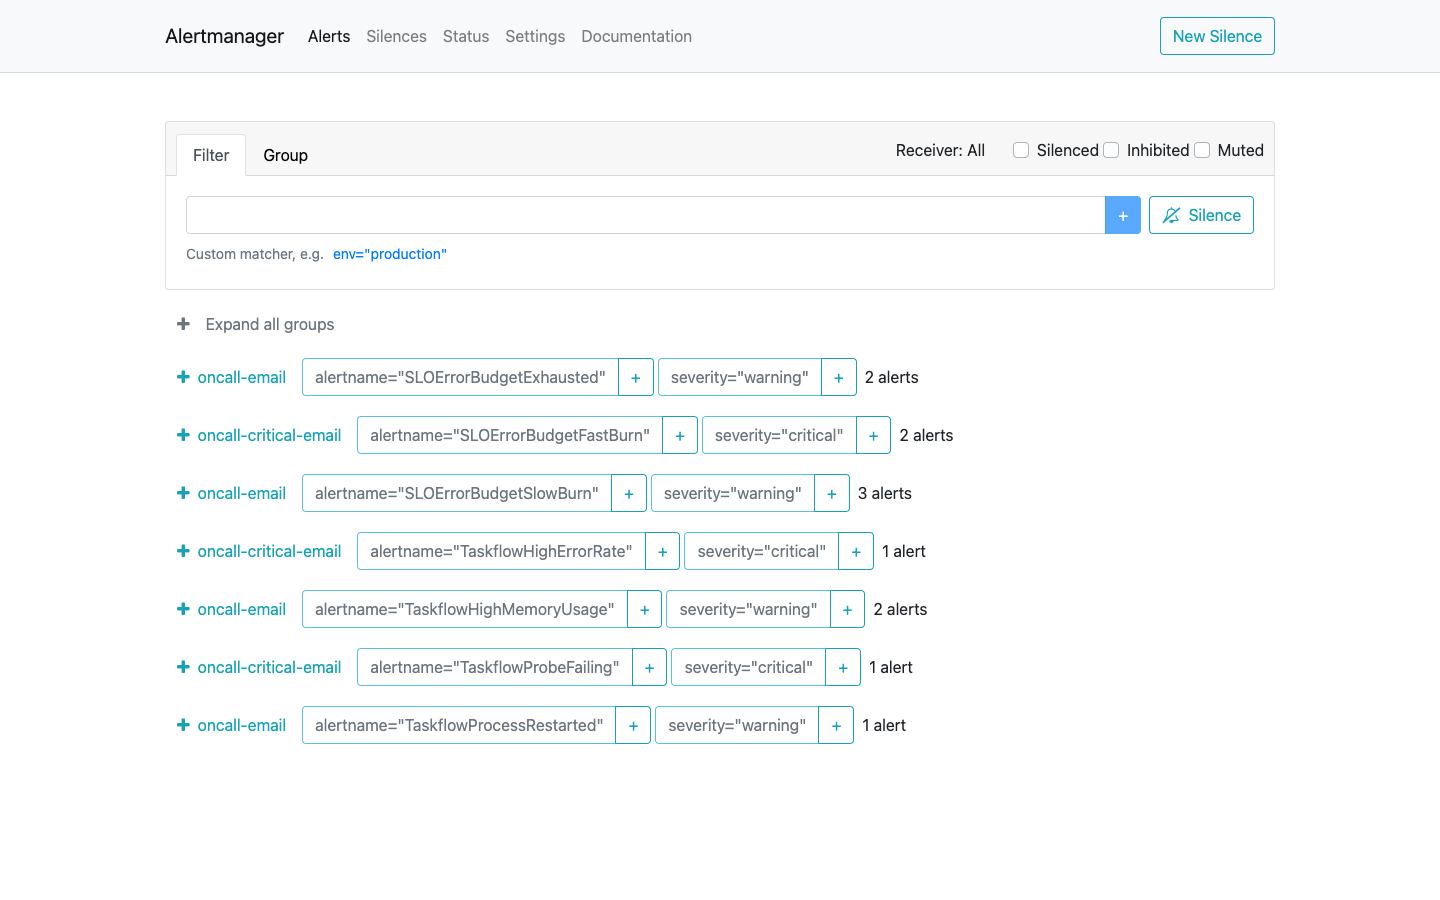 Alertmanager Alerts Silences Status Settings Documentation New Silence
Filter Group Receiver: All Silenced Inhibited Muted
+ Silence
Custom matcher, e.g. env="production"
+ Expand all groups
+ oncall-email alertname="SLOErrorBudgetExhausted" + severity="warning" + 2 alerts
+ oncall-critical-email alertname="SLOErrorBudgetFastBurn" + severity="critical" + 2 alerts
+ oncall-email alertname="SLOErrorBudgetSlowBurn" + severity="warning" + 3 alerts
+ oncall-critical-email alertname="TaskflowHighErrorRate" + severity="critical" + 1 alert
+ oncall-email alertname="TaskflowHighMemoryUsage" + severity="warning" + 2 alerts
+ oncall-critical-email alertname="TaskflowProbeFailing" + severity="critical" + 1 alert
+ oncall-email alertname="TaskflowProcessRestarted" + severity="warning" + 1 alert